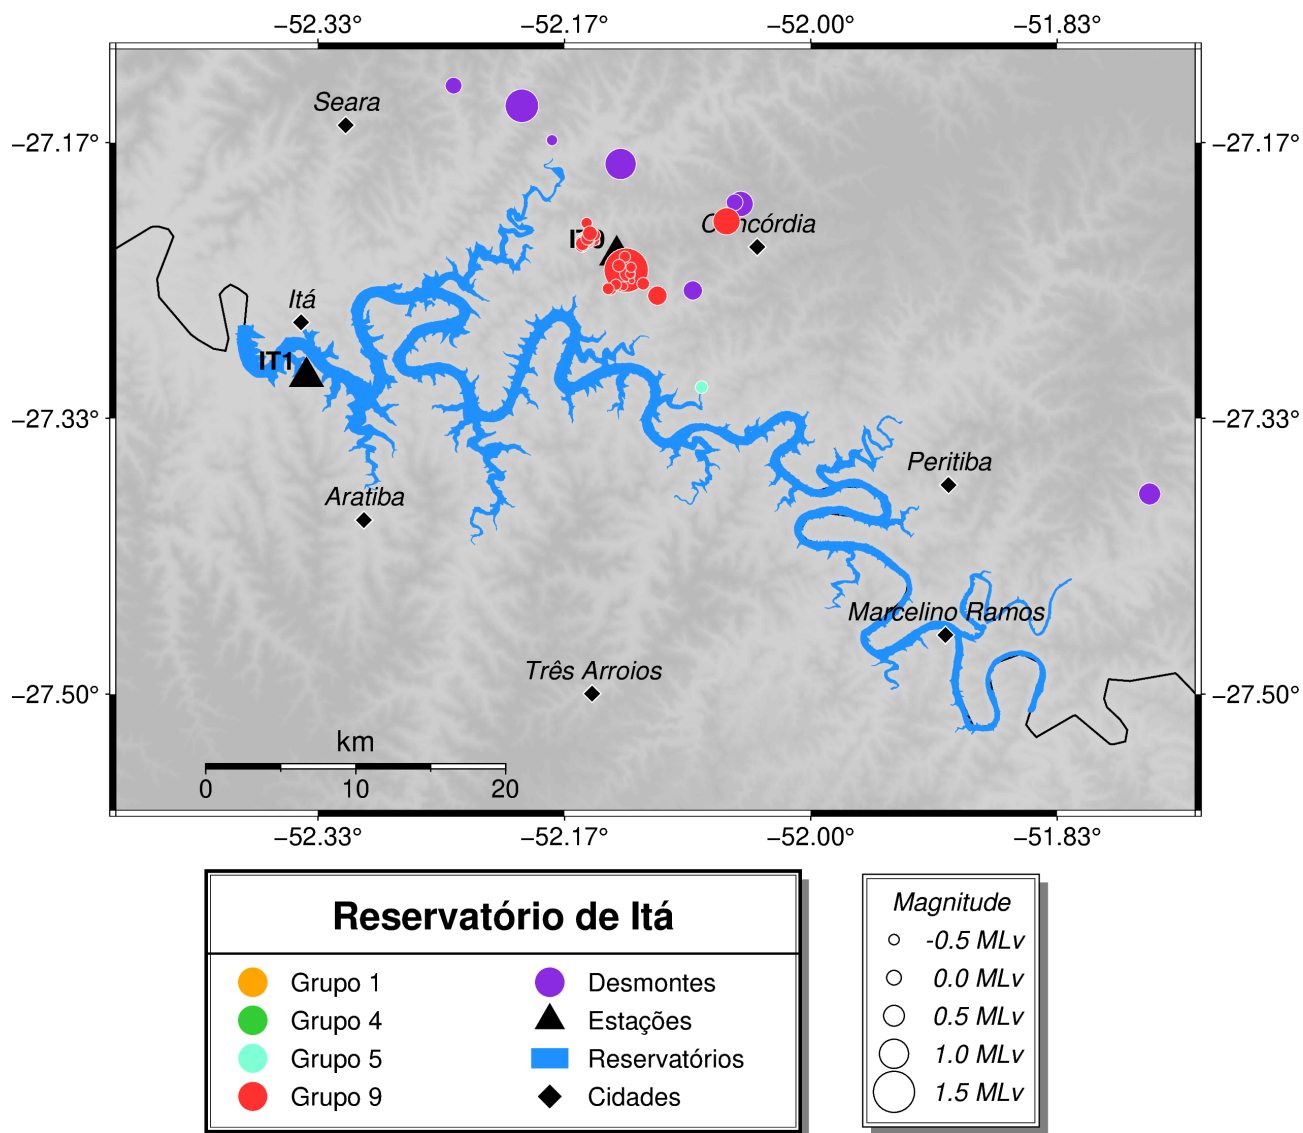 −52.33° −52.17° −52.00° −51.83°
Seara
−27.17° −27.17°
Concórdia
IT9
Itá
IT1
−27.33° −27.33°
Peritiba
Aratiba
Marcelino Ramos
Três Arroios
−27.50° −27.50°
km
0 10 20
−52.33° −52.17° −52.00° −51.83°
Reservatório de Itá
Grupo 1
Grupo 4
Grupo 5
Grupo 9
Desmontes
Estações
Reservatórios
Cidades
Magnitude
-0.5 MLv
0.0 MLv
0.5 MLv
1.0 MLv
1.5 MLv